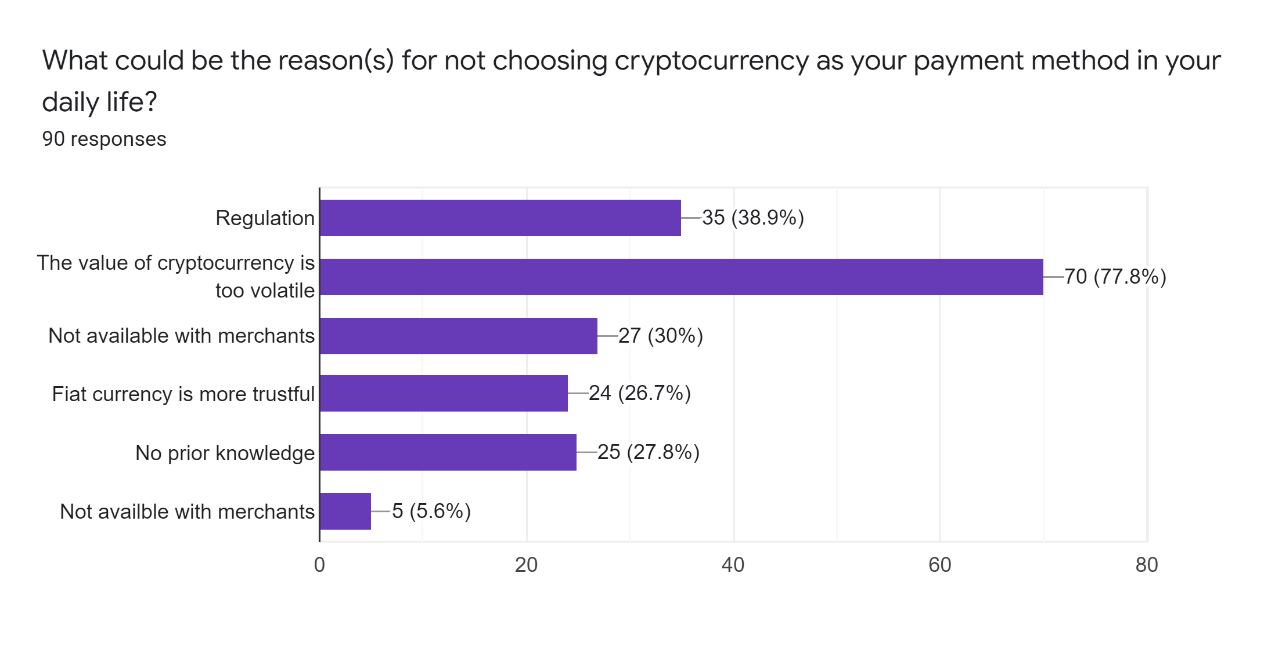 What could be the reason(s) for not choosing cryptocurrency as your payment method in your
daily life?
90 responses
Regulation
35 (38.9%)
The value of cryptocurrency is
too volatile
70 (77.8%)
Not available with merchants
27 (30%)
Fiat currency is more trustful
24 (26.7%)
No prior knowledge
25 (27.8%)
Not availble with merchants
5 (5.6%)
0 20 40 60 80